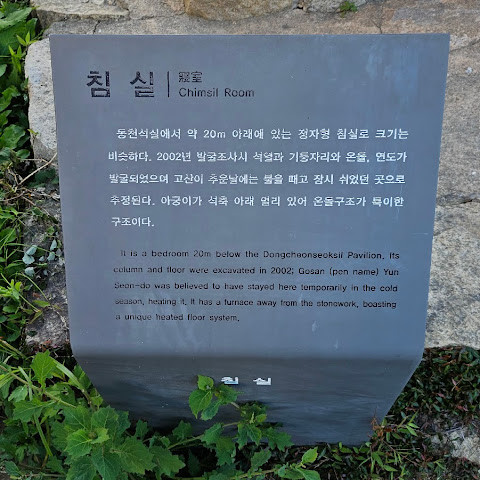 침 실 寢室
Chimsil Room
동천석실에서 약 20m 아래에 있는 정자형 침실로 크기는
비슷하다. 2002년 발굴조사시 석열과 기둥자리와 온돌, 연도가
발굴되었으며 고산이 추운날에는 불을 때고 잠시 쉬었던 곳으로
추정된다. 아궁이가 석축 아래 멀리 있어 온돌구조가 특이한
구조이다.
It is a bedroom 20m below the Dongcheonseoksil Pavilion. Its
column and floor were excavated in 2002; Gosan (pen name) Yun
Seon-do was believed to have stayed here temporarily in the cold
season, heating it. It has a furnace away from the stonework, boasting
a unique heated floor system.
침 실